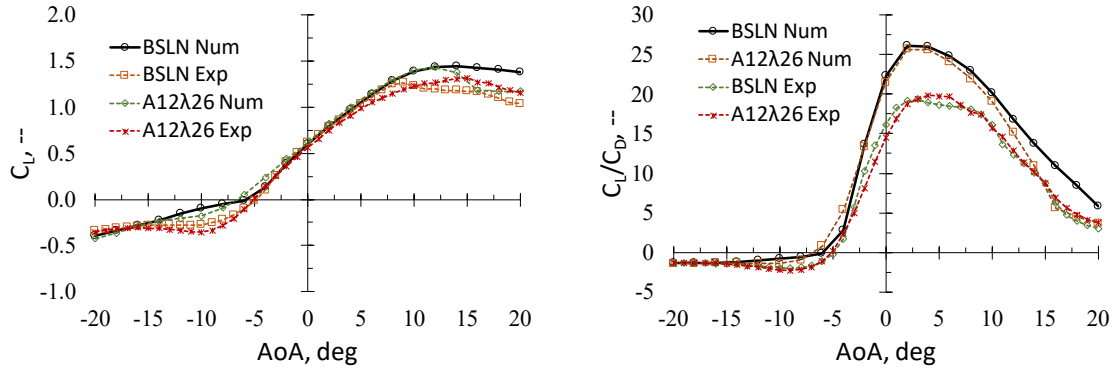 2.0
1.5
1.0
0.5
0.0
-0.5
-1.0
C_L, --
BSLN Num
BSLN Exp
A12λ26 Num
A12λ26 Exp
-20 -15 -10 -5 0 5 10 15 20
AoA, deg
30
25
20
15
10
5
0
-5
C_L/C_D, --
BSLN Num
A12λ26 Num
BSLN Exp
A12λ26 Exp
-20 -15 -10 -5 0 5 10 15 20
AoA, deg